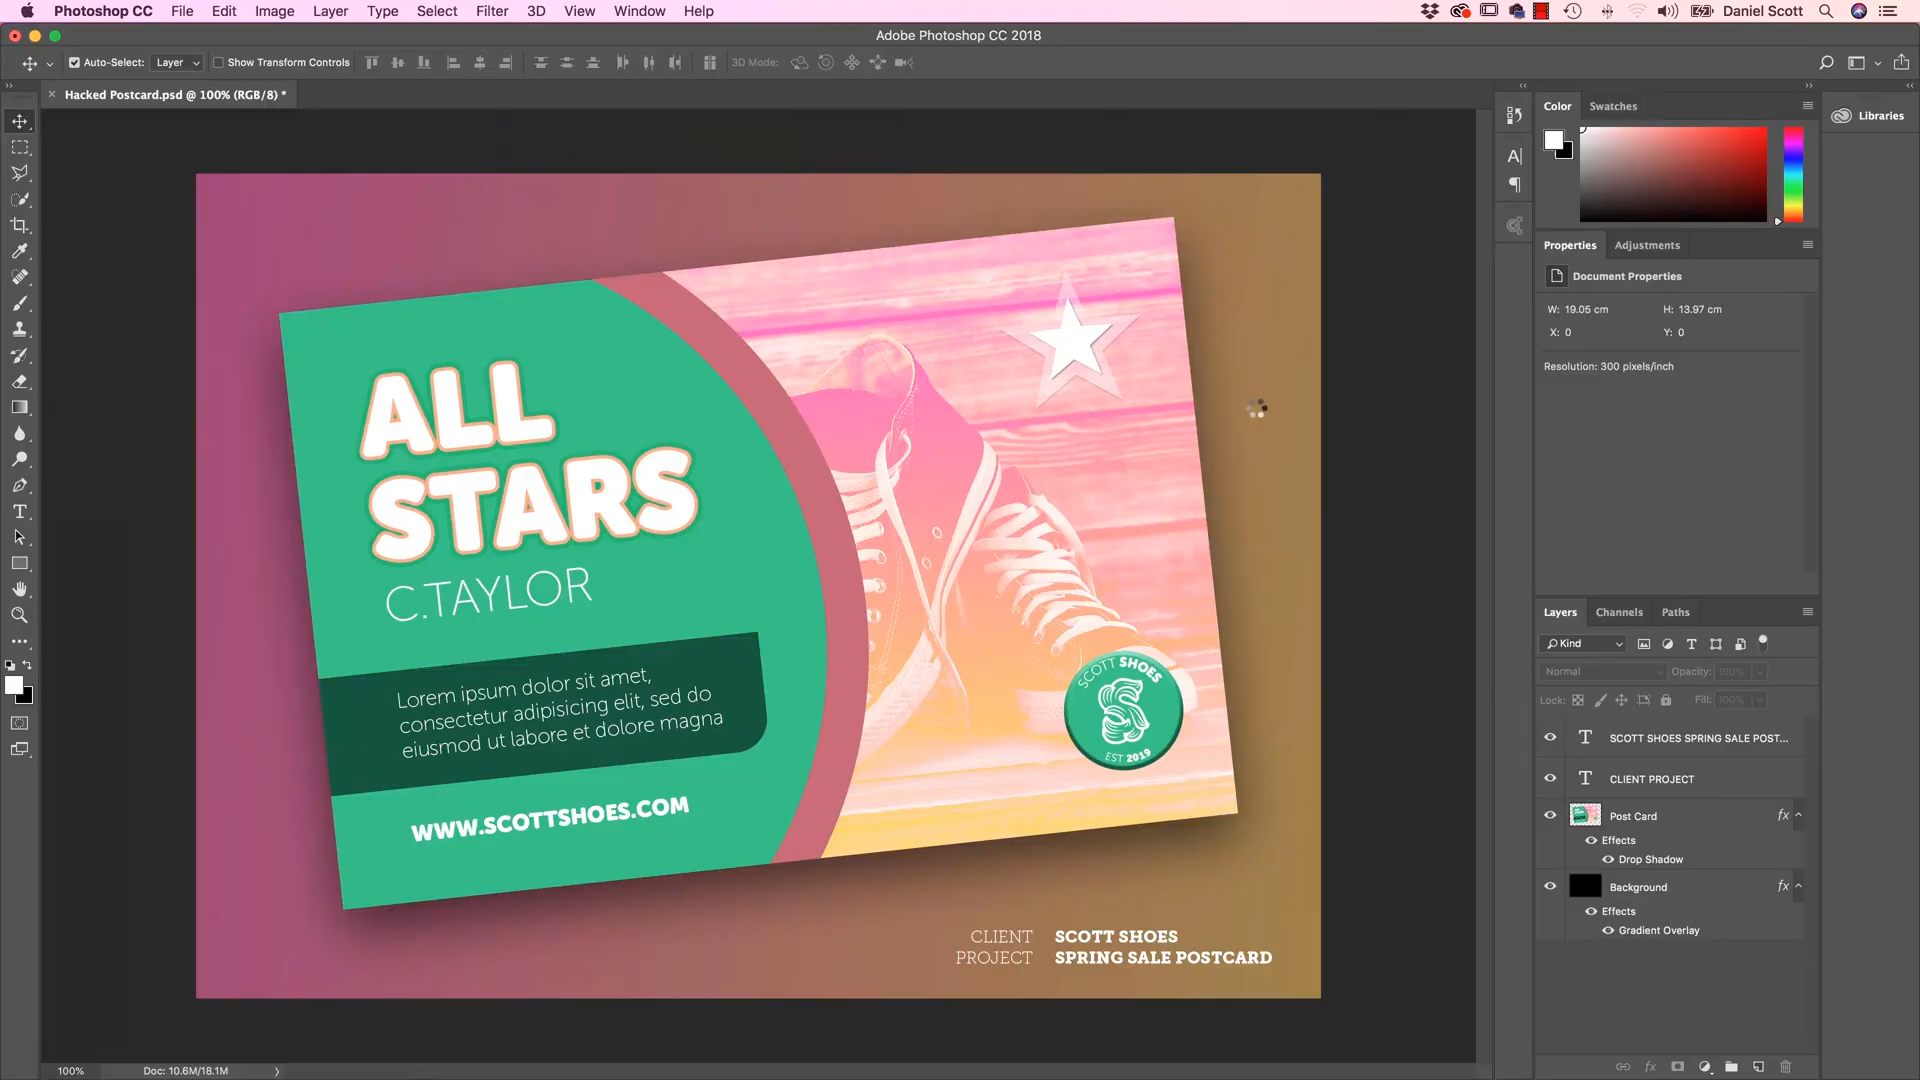 Photoshop CC File Edit Image Layer Type Select Filter 3D View Window Help Daniel Scott
Adobe Photoshop CC 2018
Auto-Select: Layer Show Transform Controls 3D Mode:
Hacked Postcard.psd @ 100% (RGB/8) *
Color Swatches
Libraries
Properties Adjustments
Document Properties
W: 19.05 cm H: 13.97 cm
X: 0 Y: 0
Resolution: 300 pixels/inch
ALL
STARS
C.TAYLOR
Lorem ipsum dolor sit amet,
consectetur adipisicing elit, sed do
eiusmod ut labore et dolore magna
WWW.SCOTTSHOES.COM
SCOTT SHOES
EST 2019
CLIENT SCOTT SHOES
PROJECT SPRING SALE POSTCARD
Layers Channels Paths
Kind
Normal Opacity: 100%
Lock: Fill: 100%
SCOTT SHOES SPRING SALE POST...
CLIENT PROJECT
Post Card fx
Effects
Drop Shadow
Background fx
Effects
Gradient Overlay
fx
100% Doc: 10.6M/18.1M